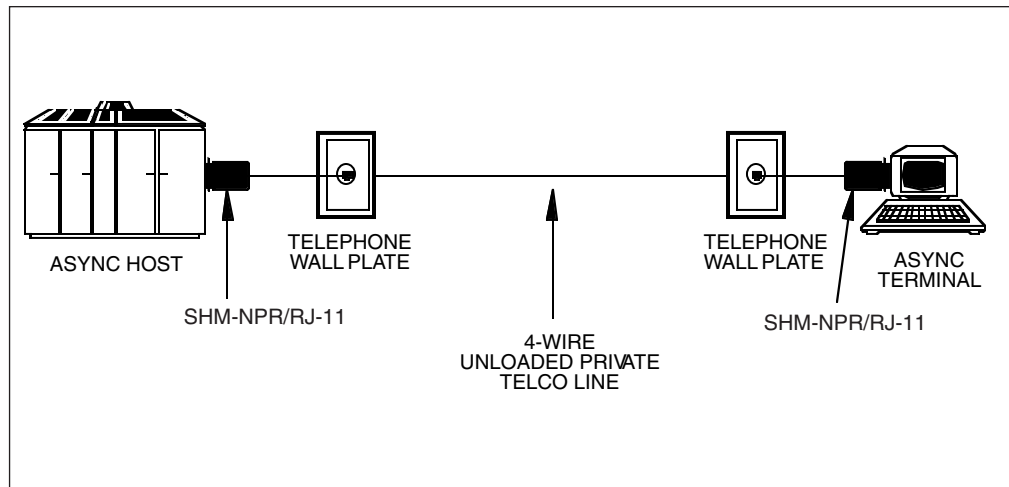 TELEPHONE
WALL PLATE
TELEPHONE
WALL PLATE
ASYNC HOST
ASYNC
TERMINAL
SHM-NPR/RJ-11
SHM-NPR/RJ-11
4-WIRE
UNLOADED PRIVATE
TELCO LINE